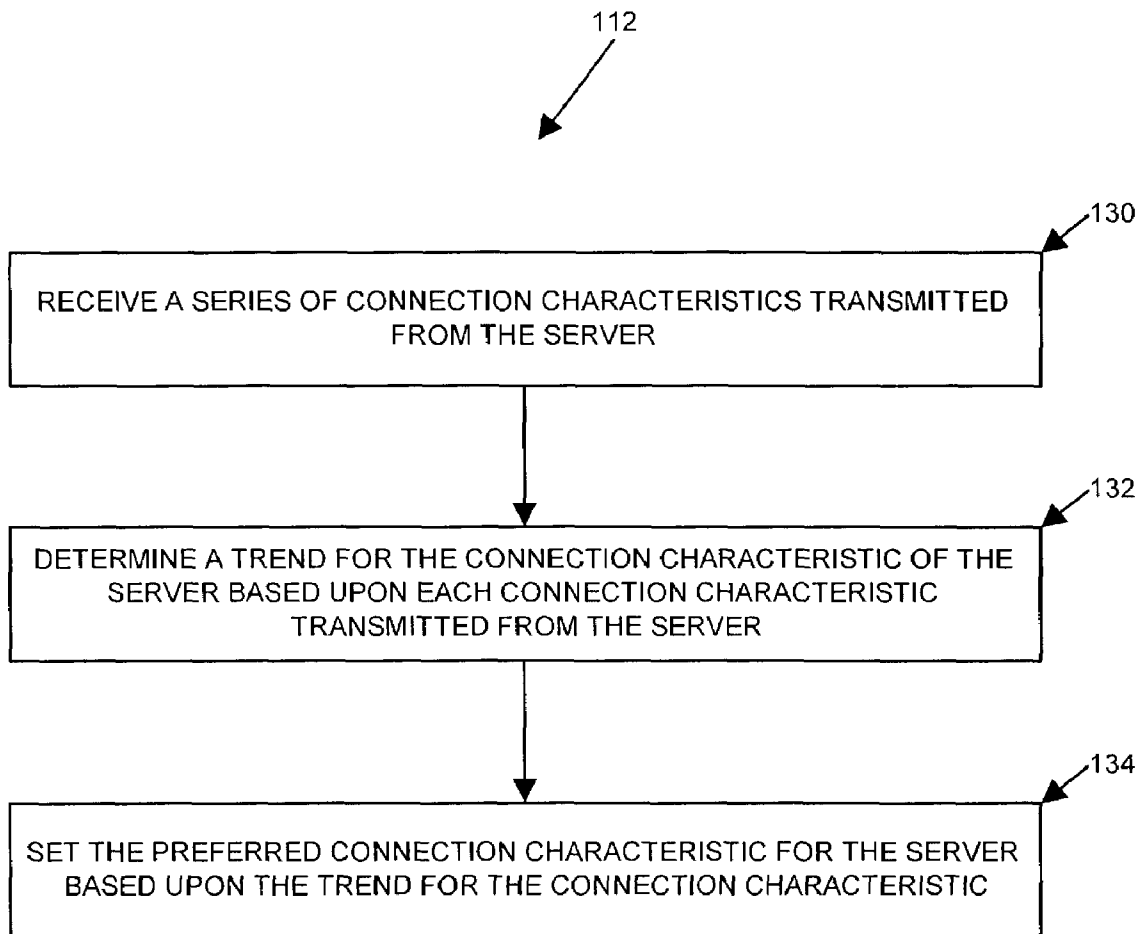 112
130
RECEIVE A SERIES OF CONNECTION CHARACTERISTICS TRANSMITTED
FROM THE SERVER
132
DETERMINE A TREND FOR THE CONNECTION CHARACTERISTIC OF THE
SERVER BASED UPON EACH CONNECTION CHARACTERISTIC
TRANSMITTED FROM THE SERVER
134
SET THE PREFERRED CONNECTION CHARACTERISTIC FOR THE SERVER
BASED UPON THE TREND FOR THE CONNECTION CHARACTERISTIC